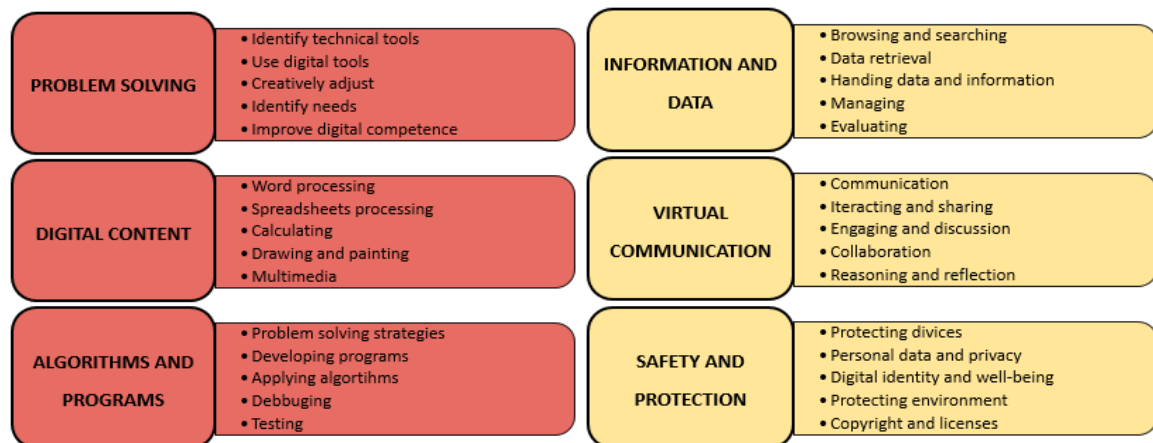 PROBLEM SOLVING
• Identify technical tools
• Use digital tools
• Creatively adjust
• Identify needs
• Improve digital competence
DIGITAL CONTENT
• Word processing
• Spreadsheets processing
• Calculating
• Drawing and painting
• Multimedia
ALGORITHMS AND
PROGRAMS
• Problem solving strategies
• Developing programs
• Applying algortihms
• Debbuging
• Testing
INFORMATION AND
DATA
• Browsing and searching
• Data retrieval
• Handing data and information
• Managing
• Evaluating
VIRTUAL
COMMUNICATION
• Communication
• Iteracting and sharing
• Engaging and discussion
• Collaboration
• Reasoning and reflection
SAFETY AND
PROTECTION
• Protecting divices
• Personal data and privacy
• Digital identity and well-being
• Protecting environment
• Copyright and licenses